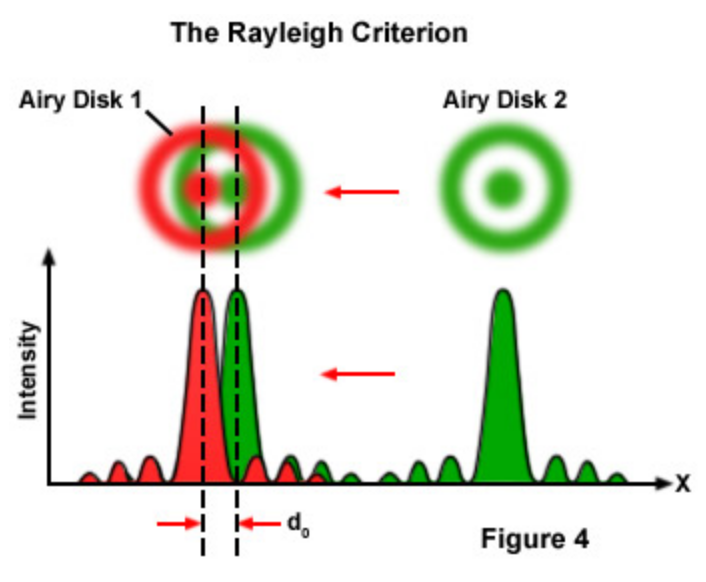 The Rayleigh Criterion
Airy Disk 1
Airy Disk 2
Intensity
X
d₀
Figure 4